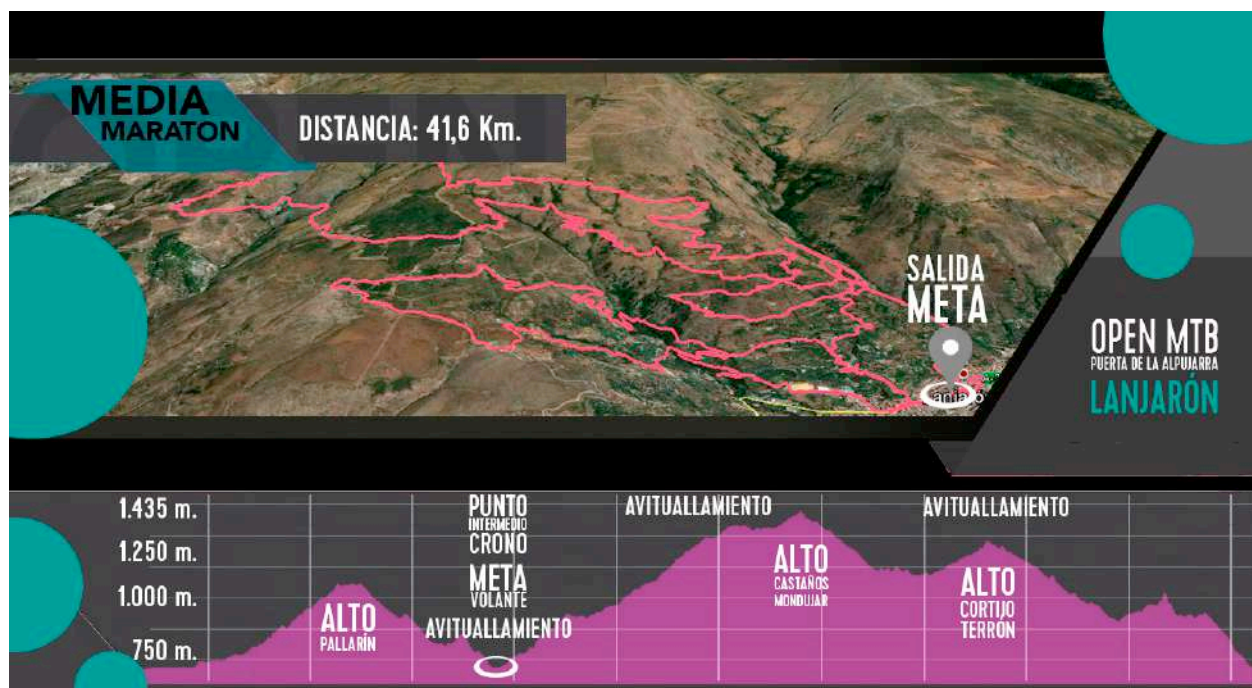 MEDIA
MARATON
DISTANCIA: 41,6 Km.
SALIDA
META
OPEN MTB
PUERTA DE LA ALPUJARRA
LANJARÓN
1.435 m.
1.250 m.
1.000 m.
750 m.
ALTO
PALLARÍN
PUNTO
INTERMEDIO
CRONO
META
VOLANTE
AVITUALLAMIENTO
AVITUALLAMIENTO
ALTO
CASTAÑOS
MONDUJAR
AVITUALLAMIENTO
ALTO
CORTIJO
TERRÓN